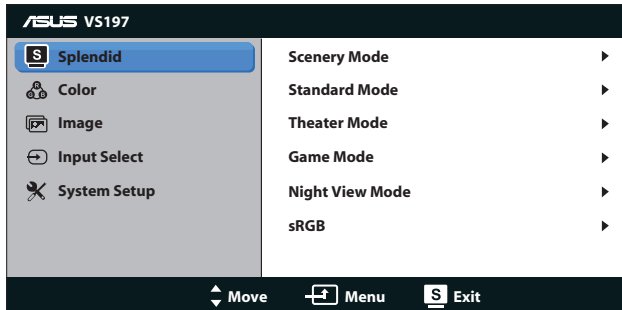 ASUS VS197
S Splendid
Color
Image
Input Select
System Setup
Scenery Mode
Standard Mode
Theater Mode
Game Mode
Night View Mode
sRGB
Move Menu S Exit